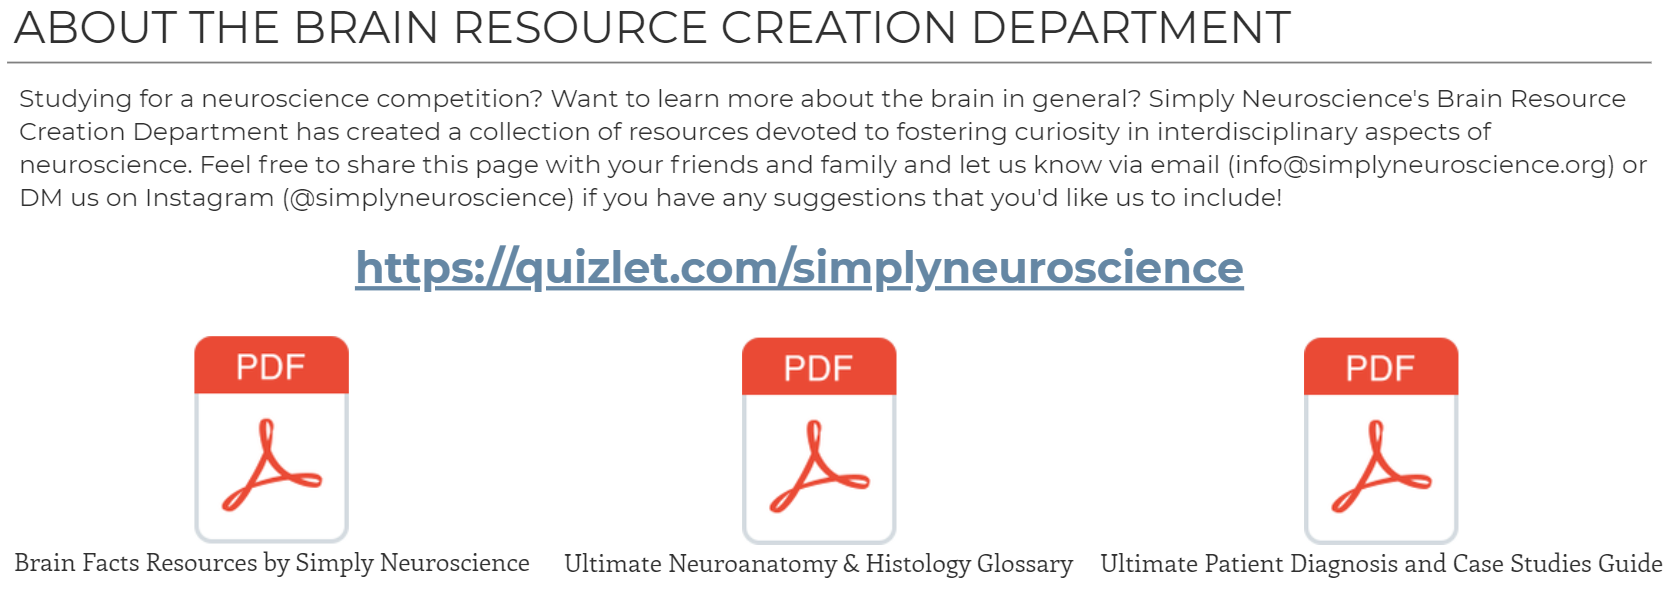 ABOUT THE BRAIN RESOURCE CREATION DEPARTMENT
Studying for a neuroscience competition? Want to learn more about the brain in general? Simply Neuroscience's Brain Resource
Creation Department has created a collection of resources devoted to fostering curiosity in interdisciplinary aspects of
neuroscience. Feel free to share this page with your friends and family and let us know via email (info@simplyneuroscience.org) or
DM us on Instagram (@simplyneuroscience) if you have any suggestions that you'd like us to include!
https://quizlet.com/simplyneuroscience
PDF
PDF
PDF
Brain Facts Resources by Simply Neuroscience
Ultimate Neuroanatomy & Histology Glossary
Ultimate Patient Diagnosis and Case Studies Guide